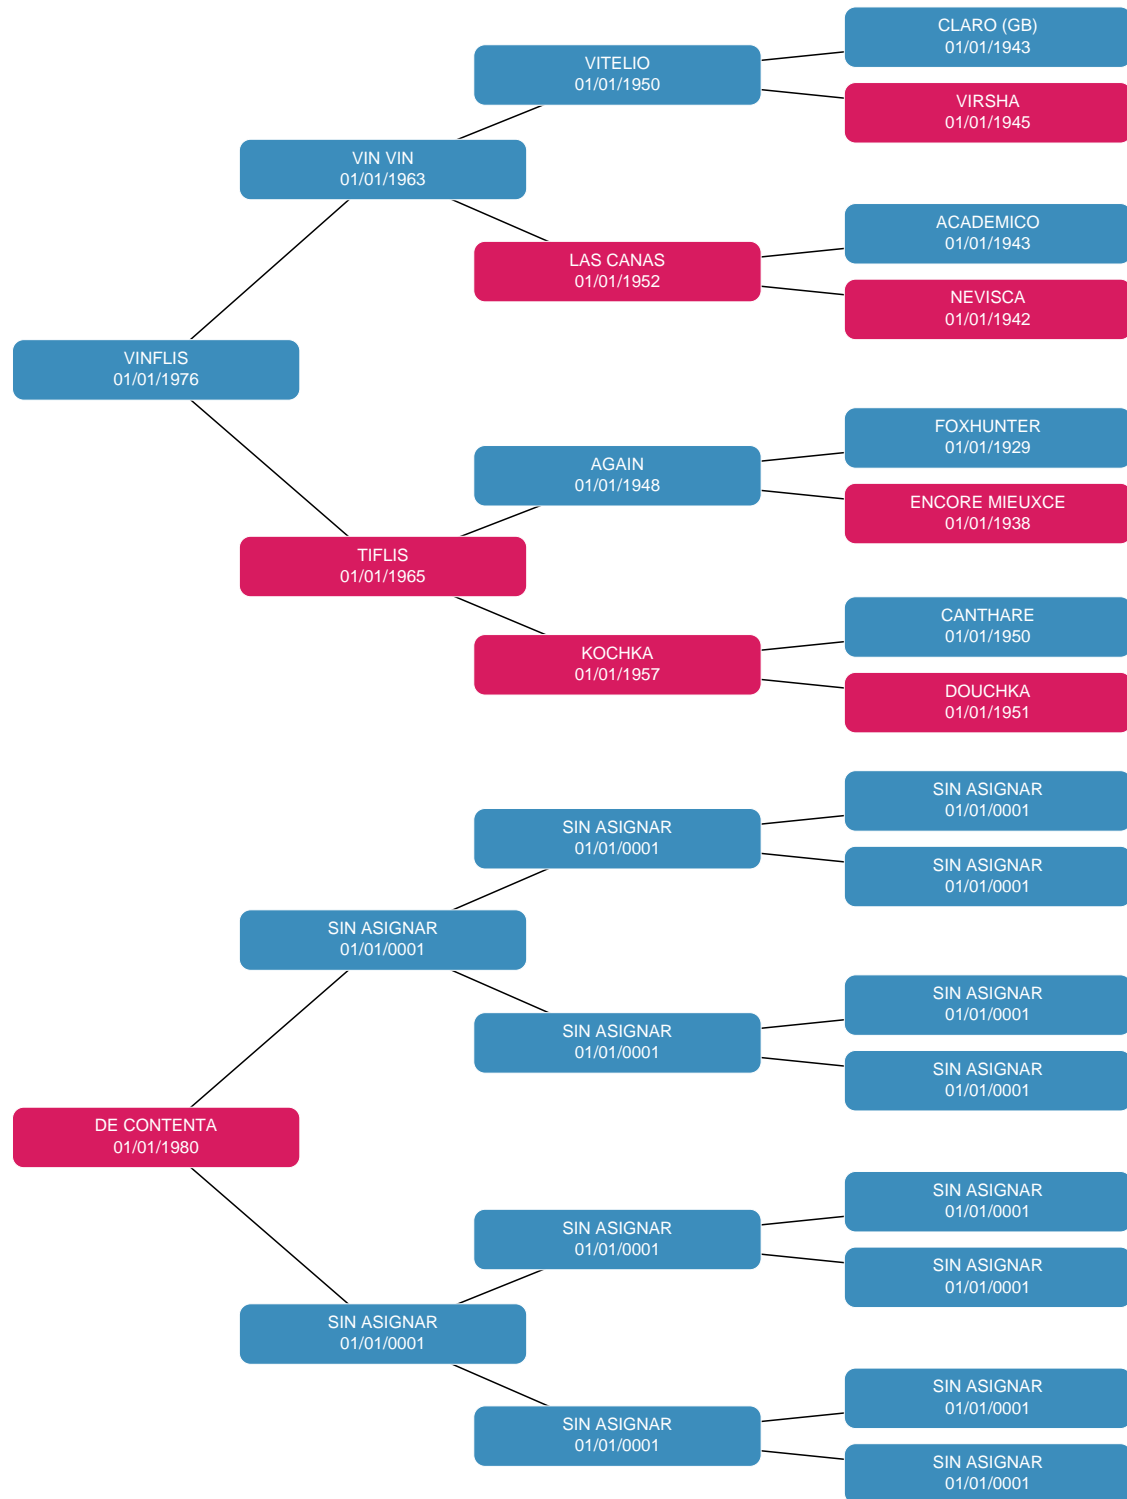 CLARO (GB)
01/01/1943
VITELIO
01/01/1950
VIRSHA
01/01/1945
VIN VIN
01/01/1963
ACADEMICO
01/01/1943
LAS CANAS
01/01/1952
NEVISCA
01/01/1942
VINFLIS
01/01/1976
FOXHUNTER
01/01/1929
AGAIN
01/01/1948
ENCORE MIEUXCE
01/01/1938
TIFLIS
01/01/1965
CANTHARE
01/01/1950
KOCHKA
01/01/1957
DOUCHKA
01/01/1951
SIN ASIGNAR
01/01/0001
SIN ASIGNAR
01/01/0001
SIN ASIGNAR
01/01/0001
SIN ASIGNAR
01/01/0001
SIN ASIGNAR
01/01/0001
SIN ASIGNAR
01/01/0001
SIN ASIGNAR
01/01/0001
DE CONTENTA
01/01/1980
SIN ASIGNAR
01/01/0001
SIN ASIGNAR
01/01/0001
SIN ASIGNAR
01/01/0001
SIN ASIGNAR
01/01/0001
SIN ASIGNAR
01/01/0001
SIN ASIGNAR
01/01/0001
SIN ASIGNAR
01/01/0001